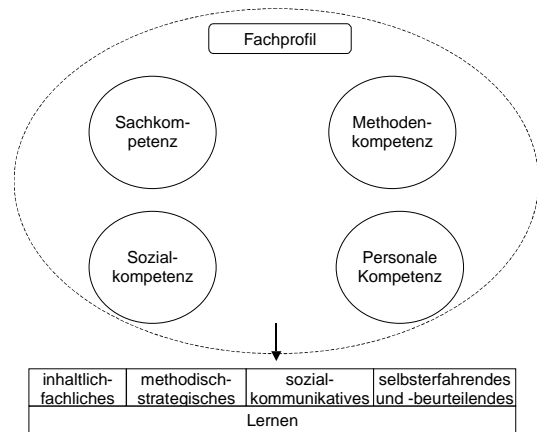 Fachprofil
Sachkom-
petenz
Methoden-
kompetenz
Sozial-
kompetenz
Personale
Kompetenz
inhaltlich-
fachliches
methodisch-
strategisches
sozial-
kommunikatives
selbsterfahrendes
und -beurteilendes
Lernen